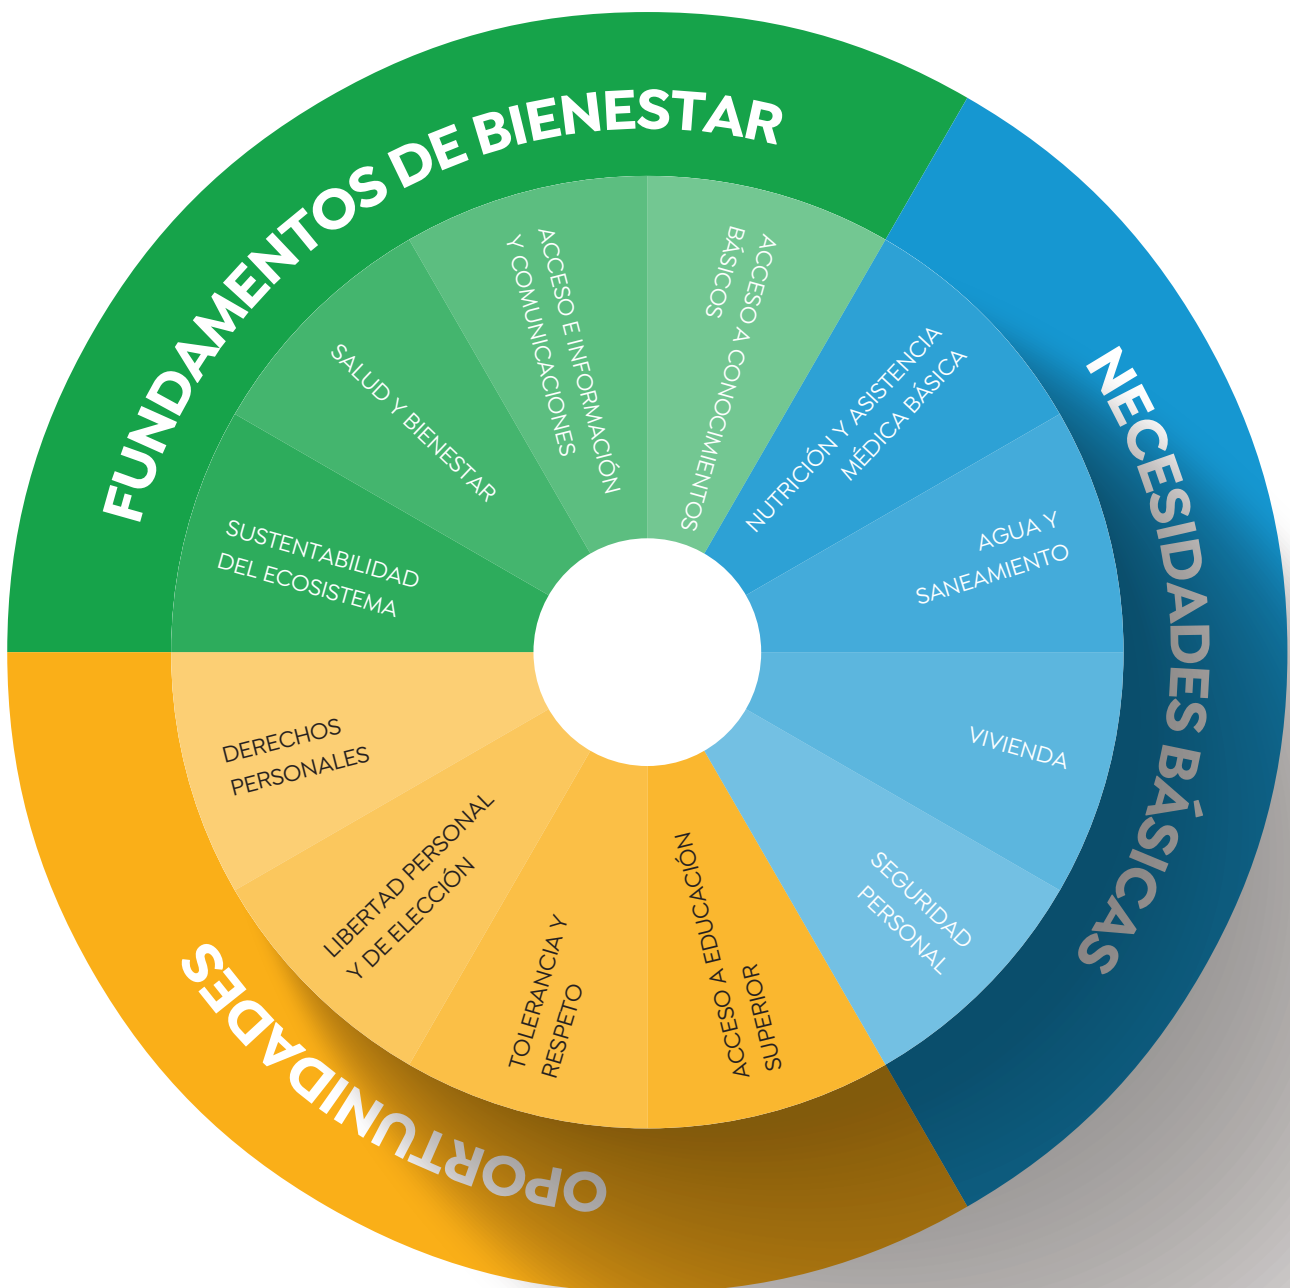 FUNDAMENTOS DE BIENESTAR
SUSTENTABILIDAD
DEL ECOSISTEMA
SALUD Y BIENESTAR
ACCESO E INFORMACIÓN
Y COMUNICACIONES
ACCESO A CONOCIMIENTOS
BÁSICOS
NECESIDADES BÁSICAS
NUTRICIÓN Y ASISTENCIA
MÉDICA BÁSICA
AGUA Y
SANEAMIENTO
VIVIENDA
SEGURIDAD
PERSONAL
OPORTUNIDADES
ACCESO A EDUCACIÓN
SUPERIOR
TOLERANCIA Y
RESPETO
LIBERTAD PERSONAL
Y DE ELECCIÓN
DERECHOS
PERSONALES